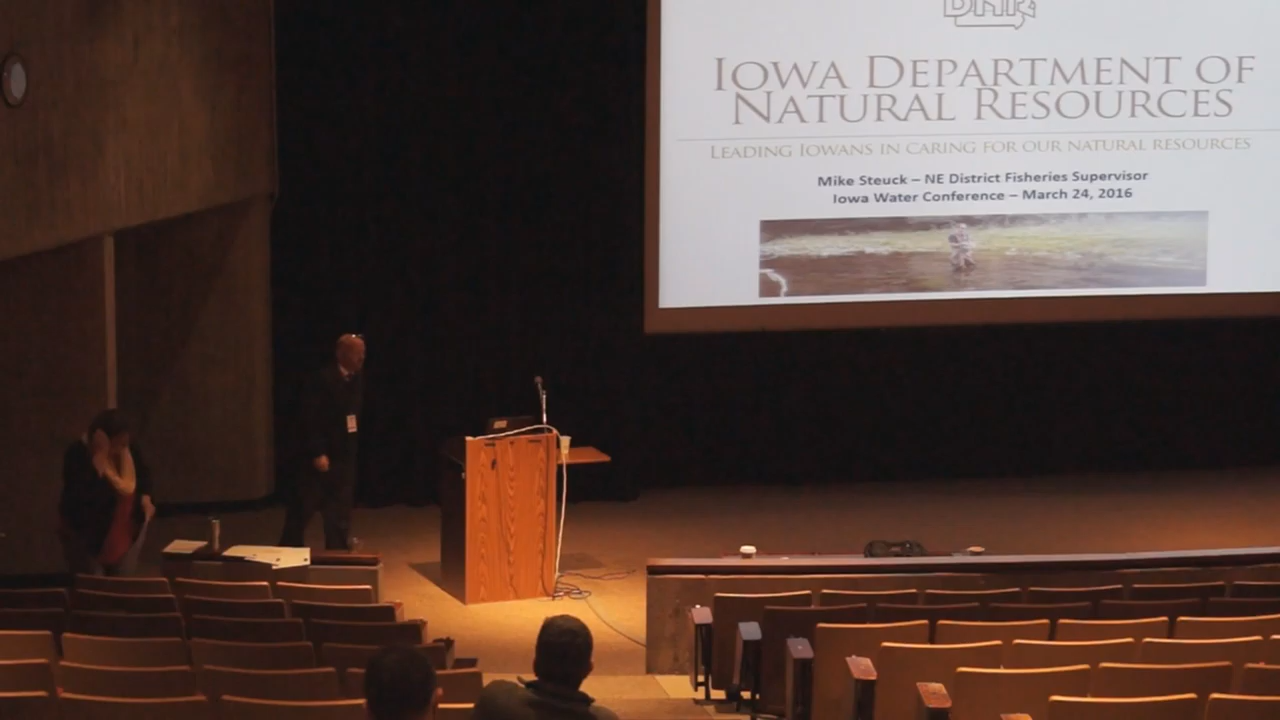 DNR
IOWA DEPARTMENT OF
NATURAL RESOURCES
LEADING IOWANS IN CARING FOR OUR NATURAL RESOURCES
Mike Steuck – NE District Fisheries Supervisor
Iowa Water Conference – March 24, 2016